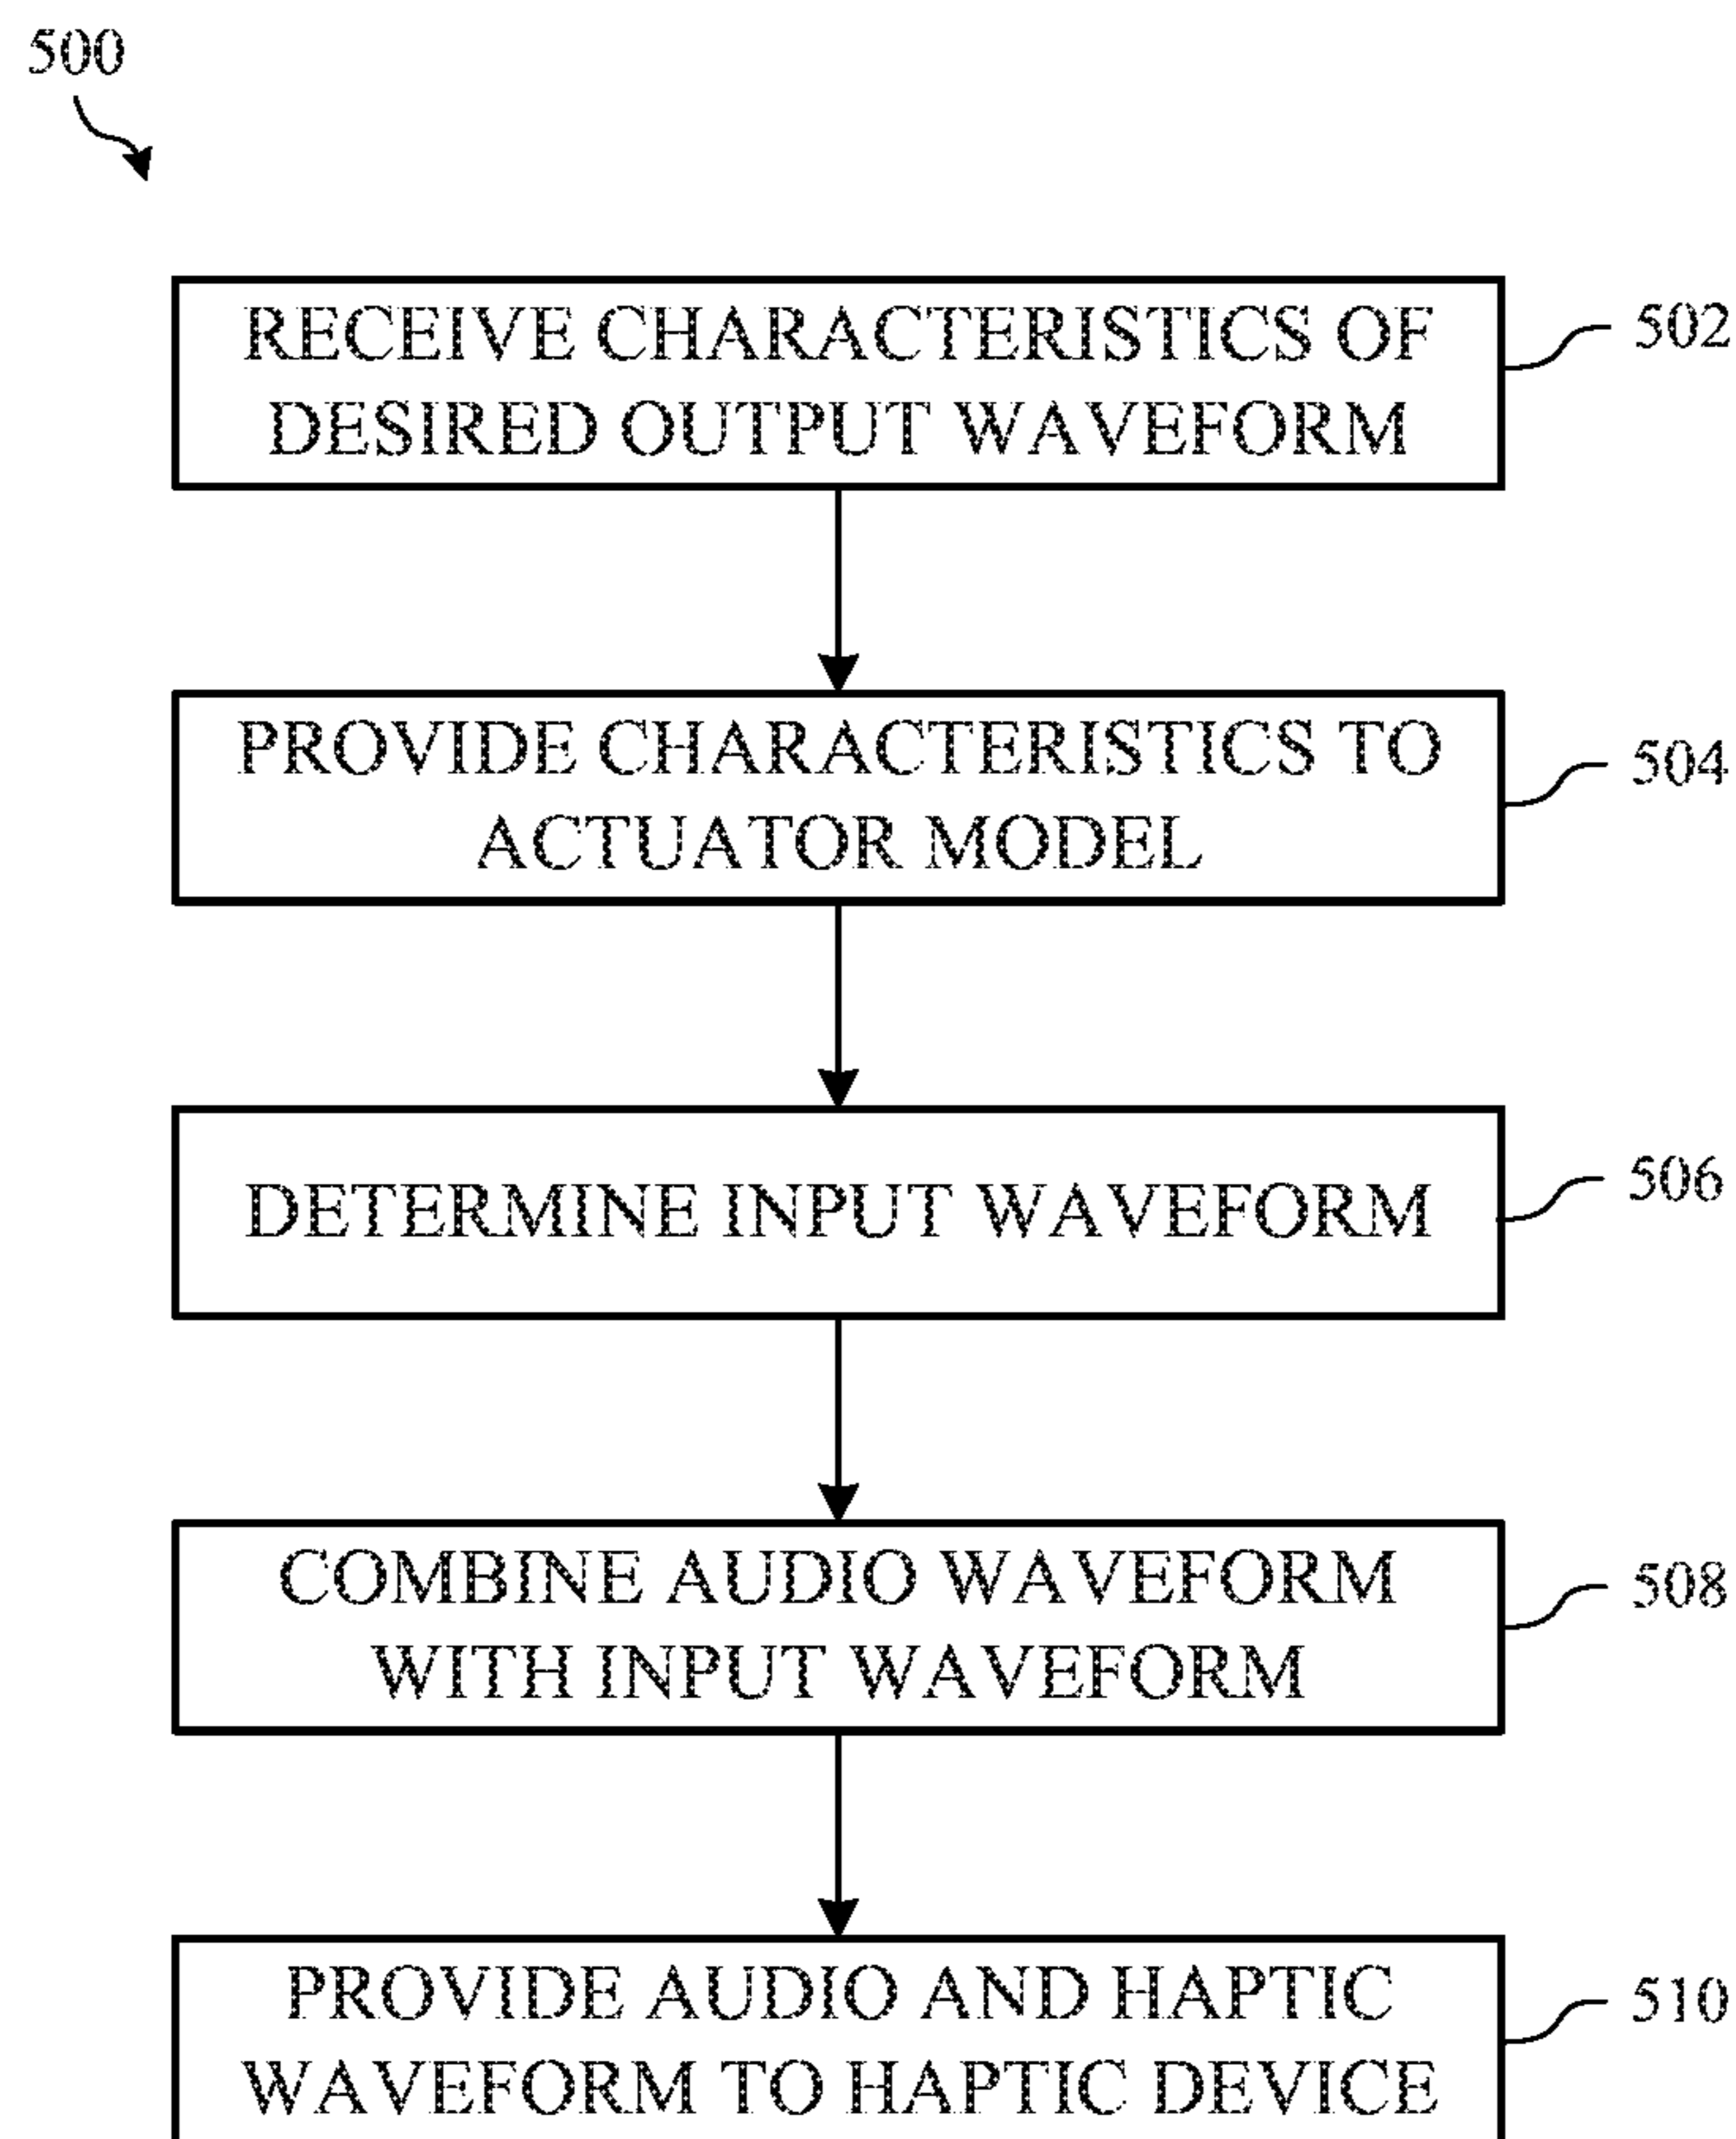 500
RECEIVE CHARACTERISTICS OF
DESIRED OUTPUT WAVEFORM
502
PROVIDE CHARACTERISTICS TO
ACTUATOR MODEL
504
DETERMINE INPUT WAVEFORM
506
COMBINE AUDIO WAVEFORM
WITH INPUT WAVEFORM
508
PROVIDE AUDIO AND HAPTIC
WAVEFORM TO HAPTIC DEVICE
510